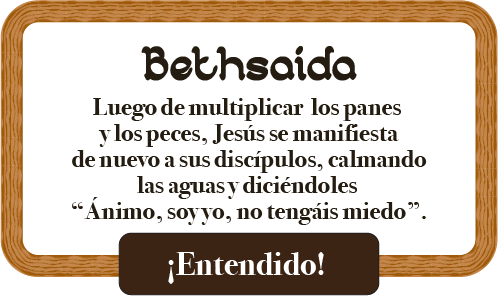 Bethsaida
Luego de multiplicar los panes
y los peces, Jesús se manifiesta
de nuevo a sus discípulos, calmando
las aguas y diciéndoles
“Ánimo, soy yo, no tengáis miedo”.
¡Entendido!